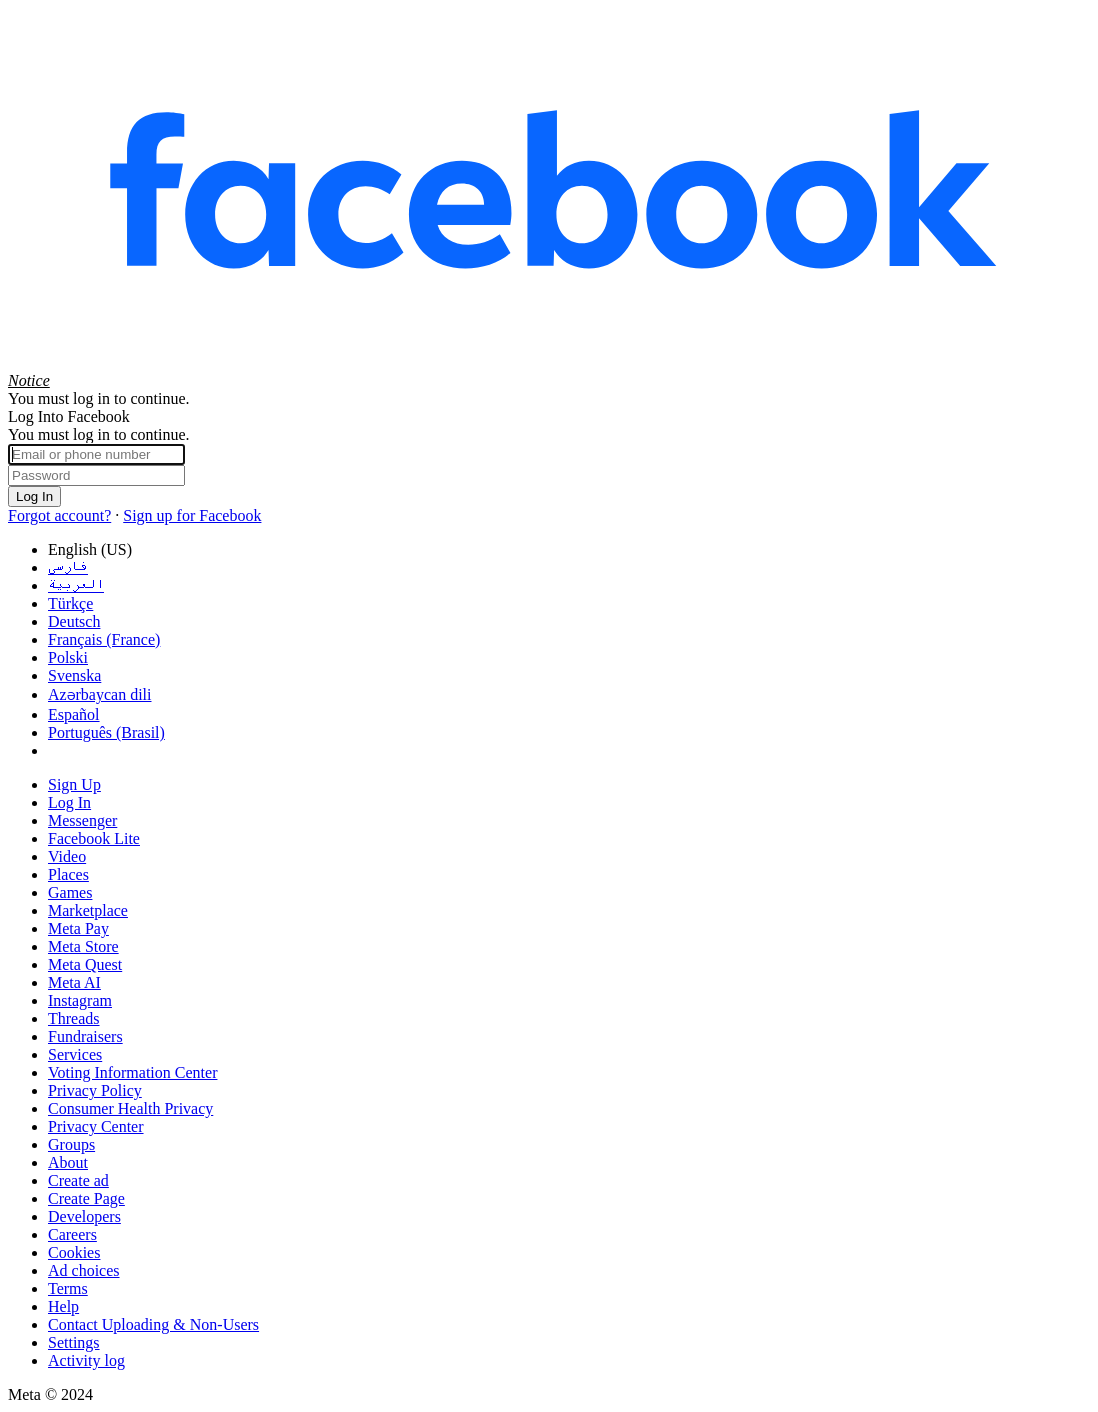 facebook
Notice
You must log in to continue.
Log Into Facebook
You must log in to continue.
Email or phone number
Password
Log In
Forgot account? · Sign up for Facebook
English (US)
فارسی
العربية
Türkçe
Deutsch
Français (France)
Polski
Svenska
Azərbaycan dili
Español
Português (Brasil)
Sign Up
Log In
Messenger
Facebook Lite
Video
Places
Games
Marketplace
Meta Pay
Meta Store
Meta Quest
Meta AI
Instagram
Threads
Fundraisers
Services
Voting Information Center
Privacy Policy
Consumer Health Privacy
Privacy Center
Groups
About
Create ad
Create Page
Developers
Careers
Cookies
Ad choices
Terms
Help
Contact Uploading & Non-Users
Settings
Activity log
Meta © 2024